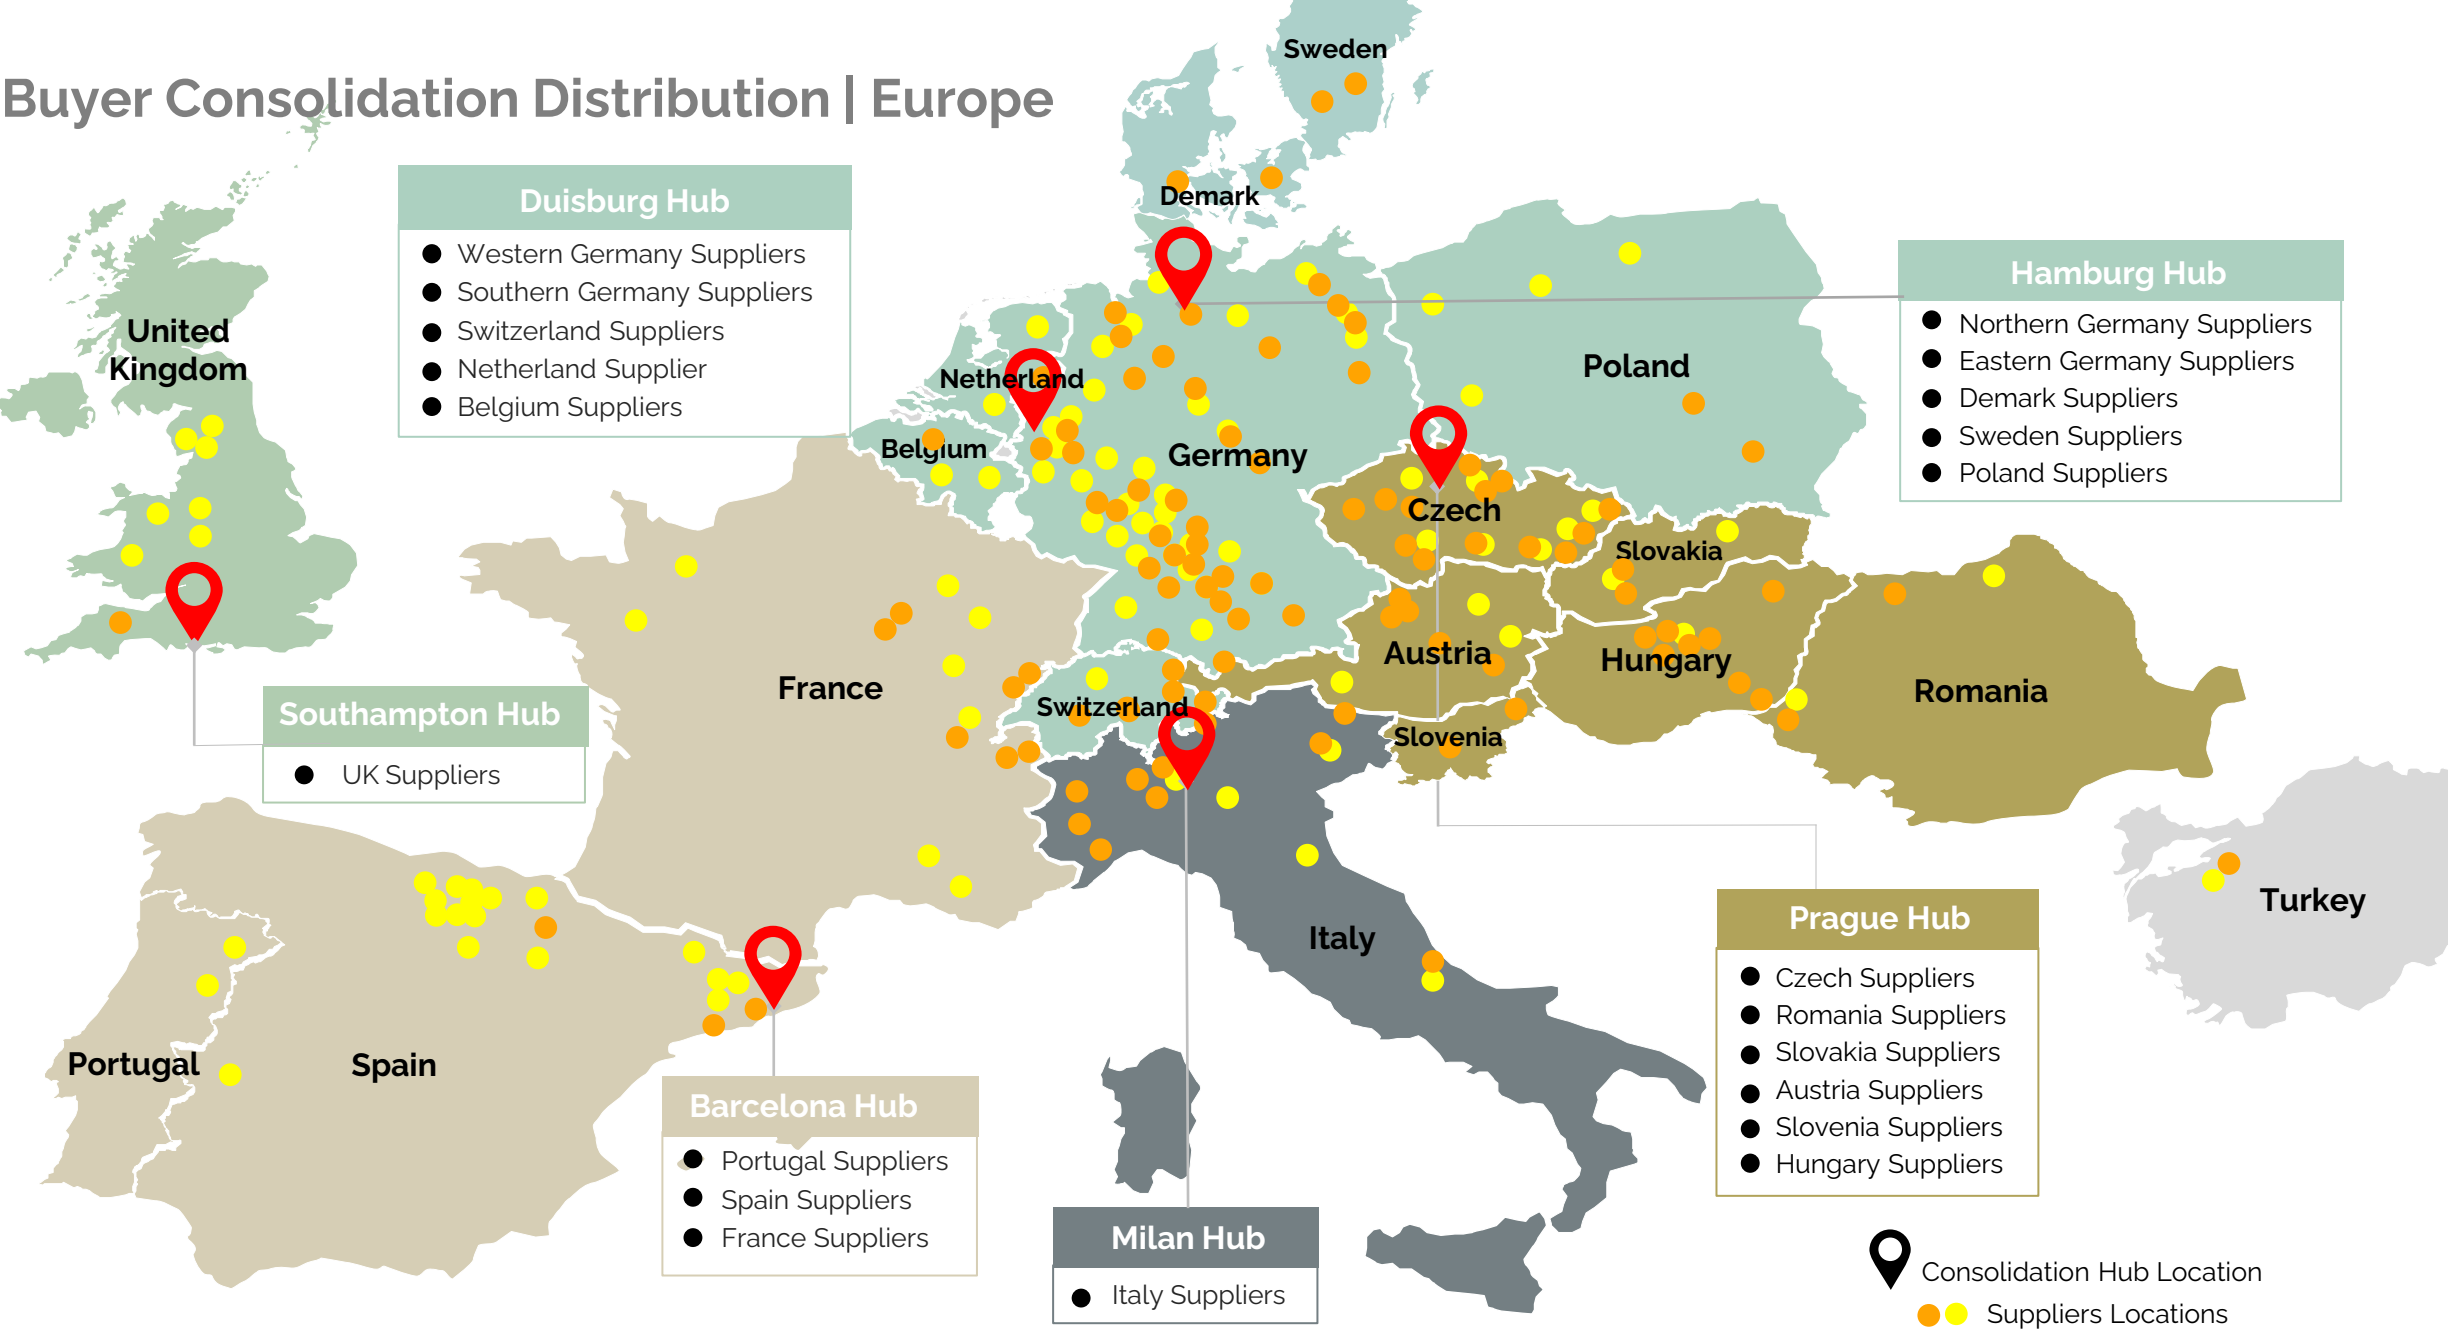 Buyer Consolidation Distribution | Europe
Sweden
Demark
Duisburg Hub
Western Germany Suppliers
Southern Germany Suppliers
Switzerland Suppliers
Netherland Supplier
Belgium Suppliers
Hamburg Hub
Northern Germany Suppliers
Eastern Germany Suppliers
Demark Suppliers
Sweden Suppliers
Poland Suppliers
United
Kingdom
Netherland
Poland
Belgium
Germany
Czech
Slovakia
Austria
Hungary
Romania
France
Switzerland
Slovenia
Southampton Hub
UK Suppliers
Turkey
Italy
Prague Hub
Czech Suppliers
Romania Suppliers
Slovakia Suppliers
Austria Suppliers
Slovenia Suppliers
Hungary Suppliers
Portugal
Spain
Barcelona Hub
Portugal Suppliers
Spain Suppliers
France Suppliers
Milan Hub
Italy Suppliers
Consolidation Hub Location
Suppliers Locations